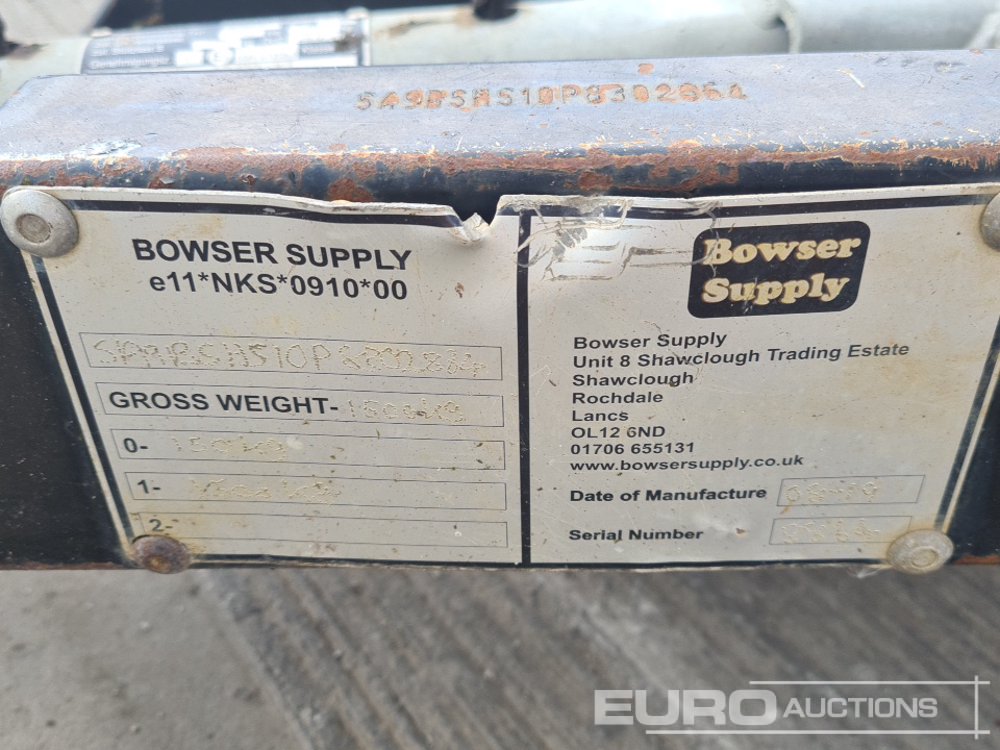 BOWSER SUPPLY
e11*NKS*0910*00
GROSS WEIGHT- 1500kg
0- 150kg
1-
2-
Bowser
Supply
Bowser Supply
Unit 8 Shawclough Trading Estate
Shawclough
Rochdale
Lancs
OL12 6ND
01706 655131
www.bowsersupply.co.uk
Date of Manufacture
Serial Number
EURO AUCTIONS